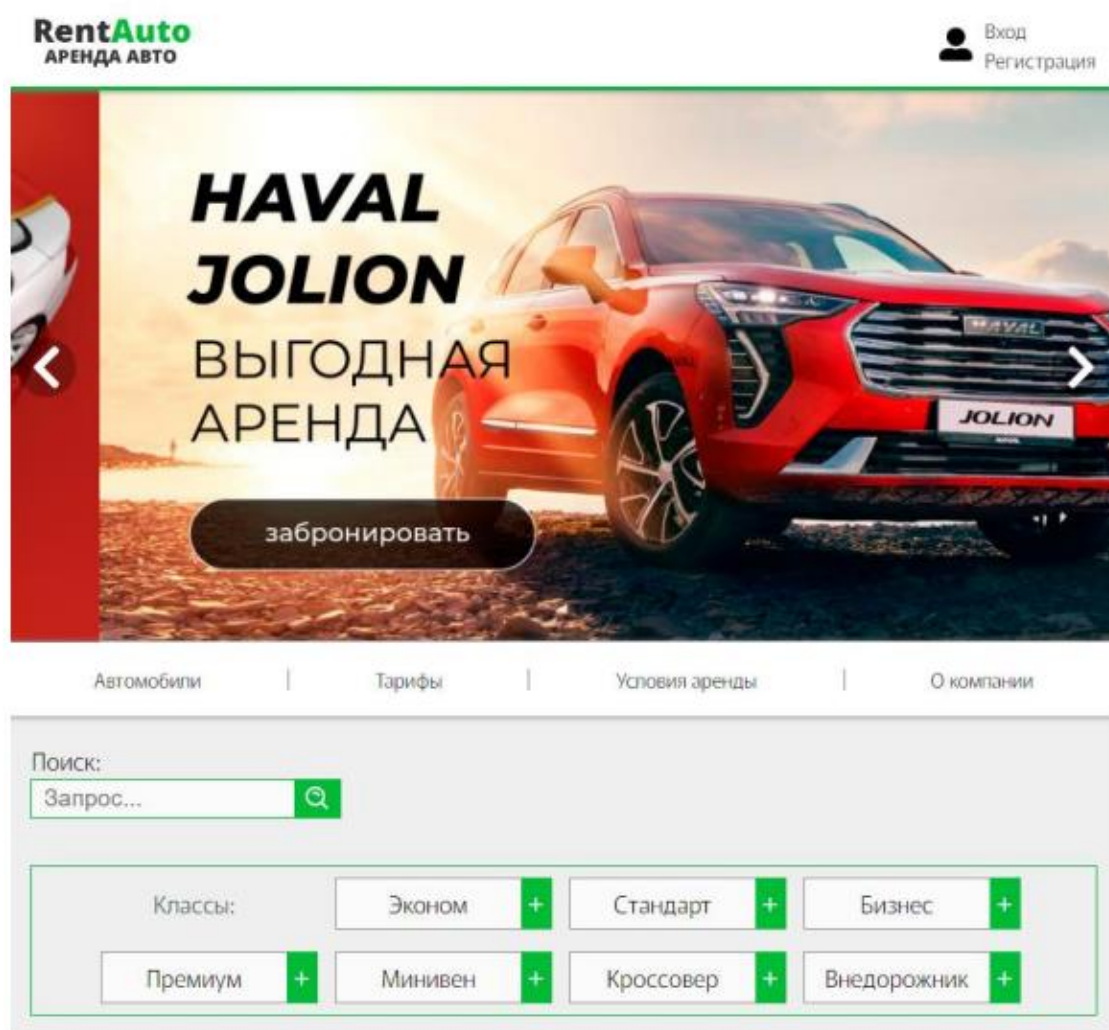 RentAuto
АРЕНДА АВТО
Вход
Регистрация
HAVAL
JOLION
ВЫГОДНАЯ
АРЕНДА
забронировать
HAVAL
JOLION
Автомобили | Тарифы | Условия аренды | О компании
Поиск:
Запрос...
Классы: Эконом + Стандарт + Бизнес +
Премиум + Минивен + Кроссовер + Внедорожник +